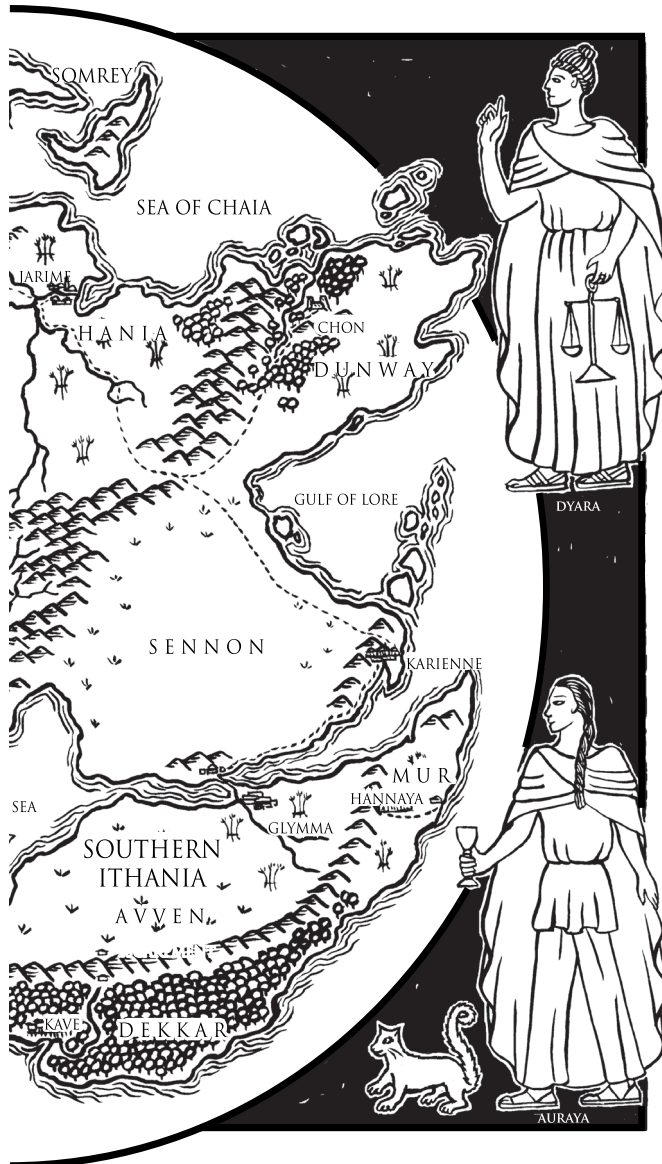 SOMREY
SEA OF CHAIA
JARIME
HANIA
CHON
DUNWAY
GULF OF LORE
DYARA
SENNON
KARIENNE
MUR
HANNAYA
SEA
GLYMMA
SOUTHERN
ITHANIA
AVVEN
KAVE
DEKKAR
AURAYA